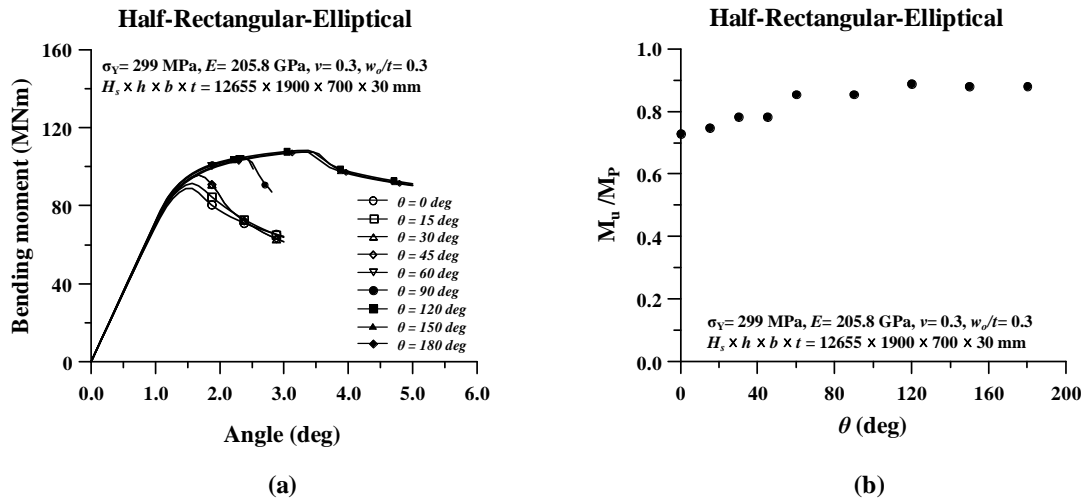 Half-Rectangular-Elliptical
σY= 299 MPa, E= 205.8 GPa, v= 0.3, wo/t= 0.3
Hs × h × b × t = 12655 × 1900 × 700 × 30 mm
Bending moment (MNm)
160
120
80
40
0
θ = 0 deg
θ = 15 deg
θ = 30 deg
θ = 45 deg
θ = 60 deg
θ = 90 deg
θ = 120 deg
θ = 150 deg
θ = 180 deg
0.0 1.0 2.0 3.0 4.0 5.0 6.0
Angle (deg)
(a)
Half-Rectangular-Elliptical
Mu /MP
1.0
0.8
0.6
0.4
0.2
0.0
σY= 299 MPa, E= 205.8 GPa, v= 0.3, wo/t= 0.3
Hs × h × b × t = 12655 × 1900 × 700 × 30 mm
0 40 80 120 160 200
θ (deg)
(b)